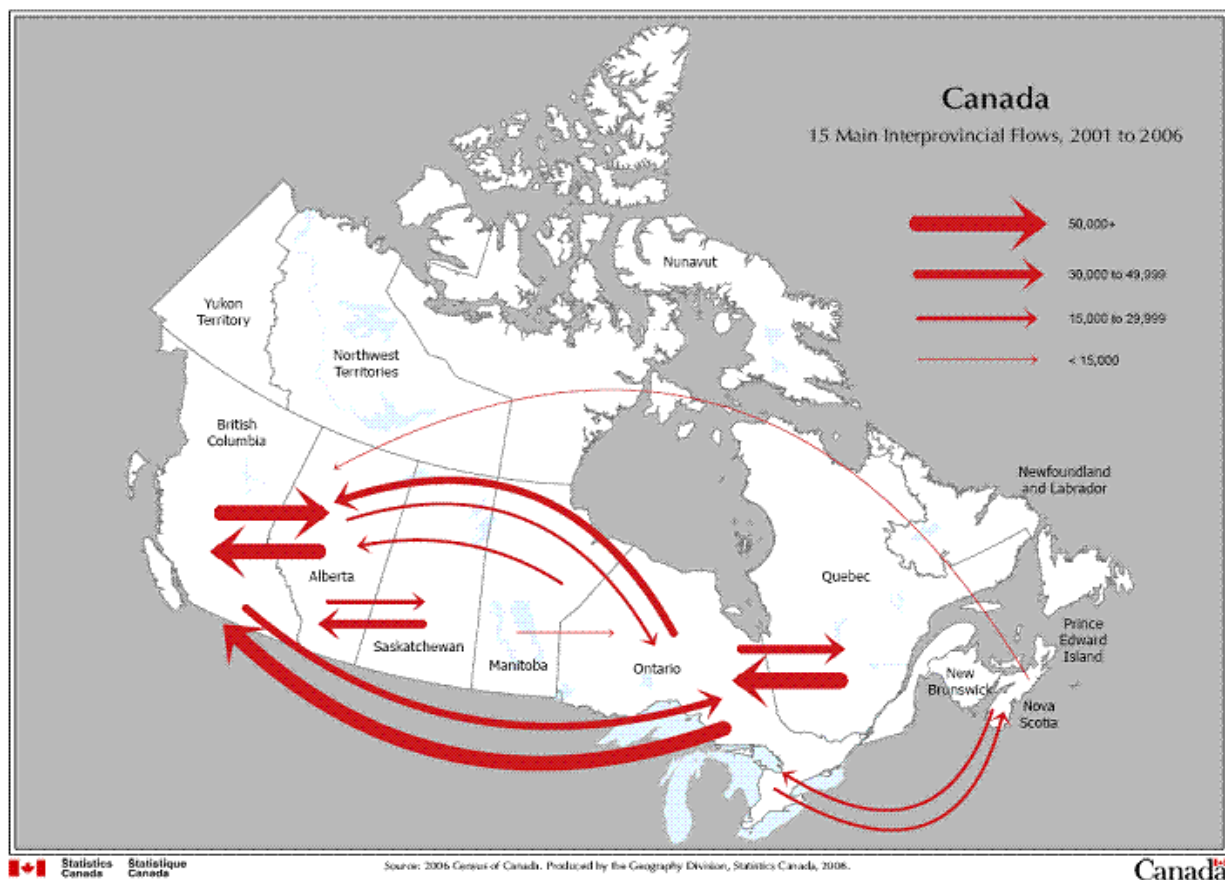 Canada
15 Main Interprovincial Flows, 2001 to 2006
50,000+
30,000 to 49,999
15,000 to 29,999
< 15,000
Nunavut
Yukon
Territory
Northwest
Territories
British
Columbia
Newfoundland
and Labrador
Alberta
Quebec
Saskatchewan
Manitoba
Ontario
Prince
Edward
Island
New
Brunswick
Nova
Scotia
Statistics
Canada
Statistique
Canada
Source: 2006 Census of Canada. Produced by the Geography Division, Statistics Canada, 2008.
Canada